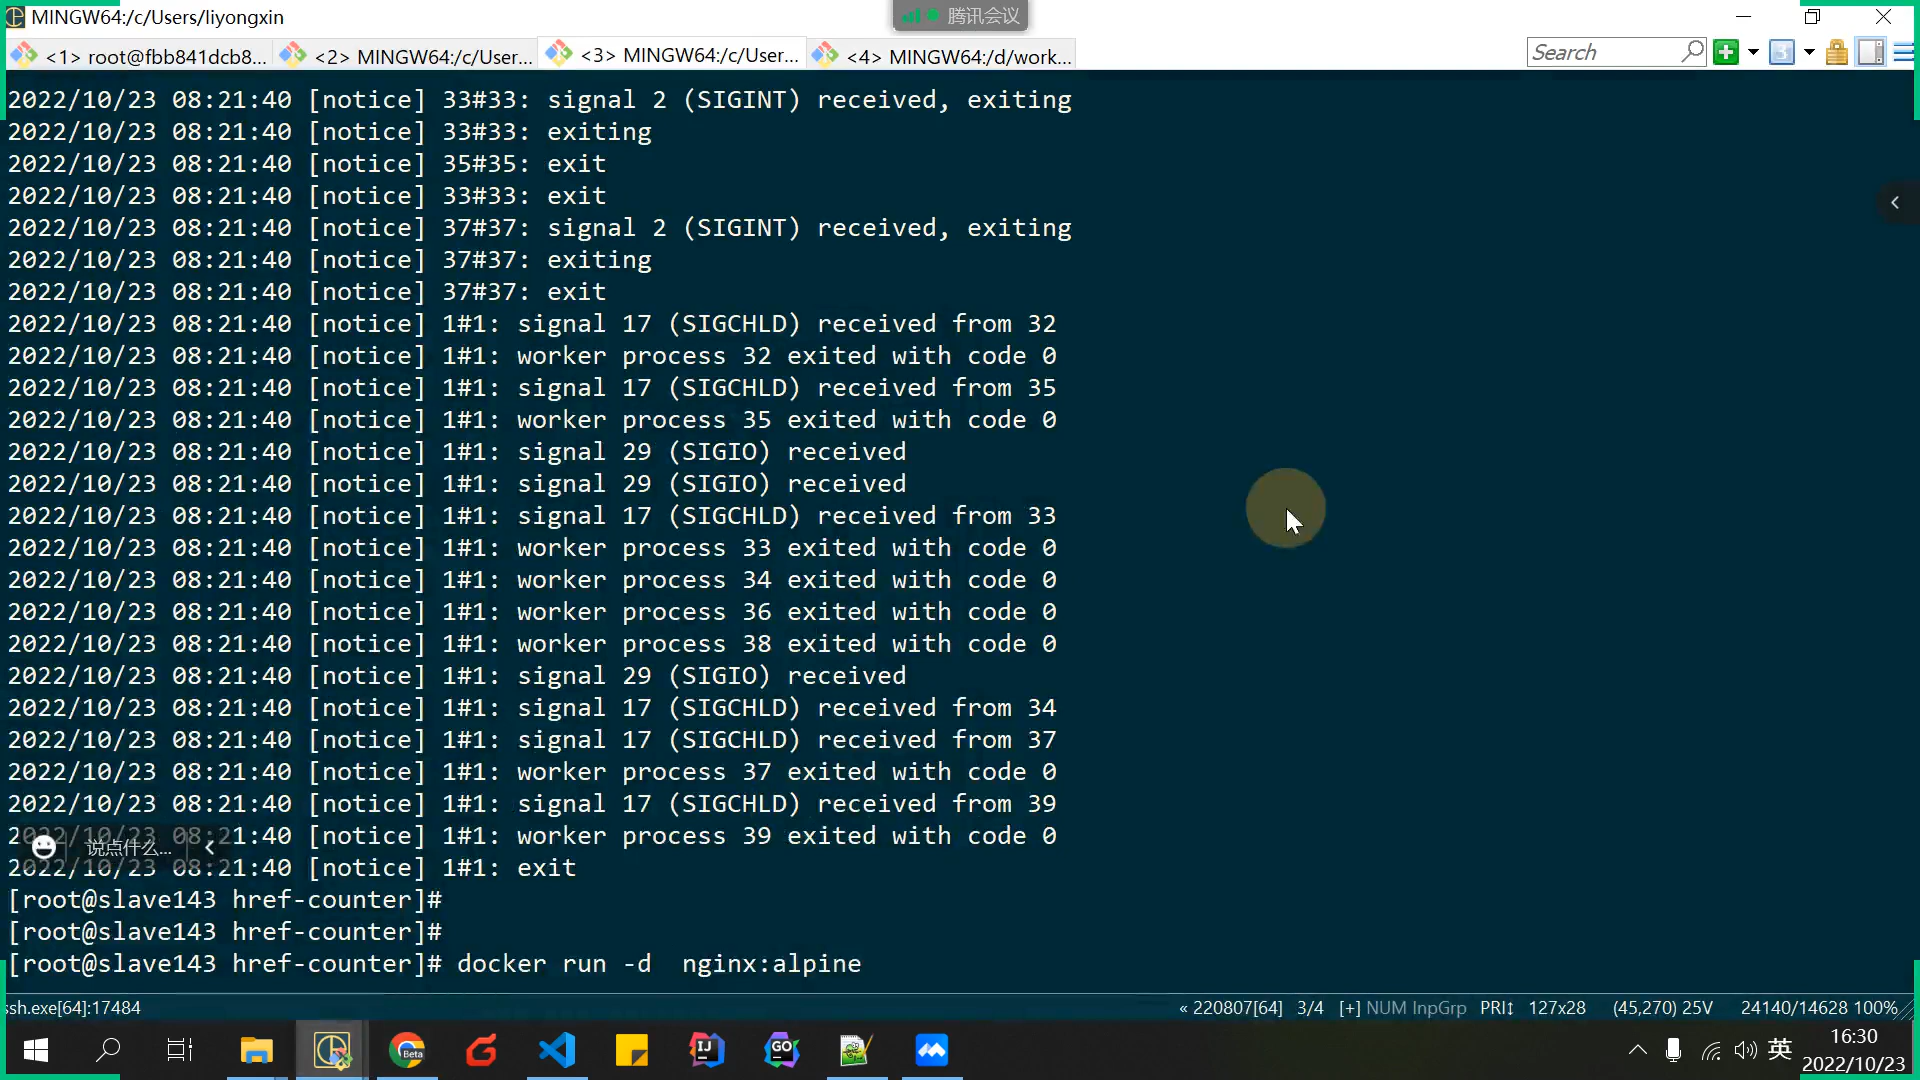 MINGW64:/c/Users/liyongxin
腾讯会议
<1> root@fbb841dcb8...
<2> MINGW64:/c/User...
<3> MINGW64:/c/User...
<4> MINGW64:/d/work...
Search
2022/10/23 08:21:40 [notice] 33#33: signal 2 (SIGINT) received, exiting
2022/10/23 08:21:40 [notice] 33#33: exiting
2022/10/23 08:21:40 [notice] 35#35: exit
2022/10/23 08:21:40 [notice] 33#33: exit
2022/10/23 08:21:40 [notice] 37#37: signal 2 (SIGINT) received, exiting
2022/10/23 08:21:40 [notice] 37#37: exiting
2022/10/23 08:21:40 [notice] 37#37: exit
2022/10/23 08:21:40 [notice] 1#1: signal 17 (SIGCHLD) received from 32
2022/10/23 08:21:40 [notice] 1#1: worker process 32 exited with code 0
2022/10/23 08:21:40 [notice] 1#1: signal 17 (SIGCHLD) received from 35
2022/10/23 08:21:40 [notice] 1#1: worker process 35 exited with code 0
2022/10/23 08:21:40 [notice] 1#1: signal 29 (SIGIO) received
2022/10/23 08:21:40 [notice] 1#1: signal 29 (SIGIO) received
2022/10/23 08:21:40 [notice] 1#1: signal 17 (SIGCHLD) received from 33
2022/10/23 08:21:40 [notice] 1#1: worker process 33 exited with code 0
2022/10/23 08:21:40 [notice] 1#1: worker process 34 exited with code 0
2022/10/23 08:21:40 [notice] 1#1: worker process 36 exited with code 0
2022/10/23 08:21:40 [notice] 1#1: worker process 38 exited with code 0
2022/10/23 08:21:40 [notice] 1#1: signal 29 (SIGIO) received
2022/10/23 08:21:40 [notice] 1#1: signal 17 (SIGCHLD) received from 34
2022/10/23 08:21:40 [notice] 1#1: signal 17 (SIGCHLD) received from 37
2022/10/23 08:21:40 [notice] 1#1: worker process 37 exited with code 0
2022/10/23 08:21:40 [notice] 1#1: signal 17 (SIGCHLD) received from 39
2022/10/23 08:21:40 [notice] 1#1: worker process 39 exited with code 0
说点什么...
2022/10/23 08:21:40 [notice] 1#1: exit
[root@slave143 href-counter]#
[root@slave143 href-counter]#
[root@slave143 href-counter]# docker run -d  nginx:alpine
ssh.exe[64]:17484
« 220807[64] 3/4 [+] NUM InpGrp PRI↕ 127x28 (45,270) 25V 24140/14628 100%
Beta
IJ
GO
英
16:30
2022/10/23